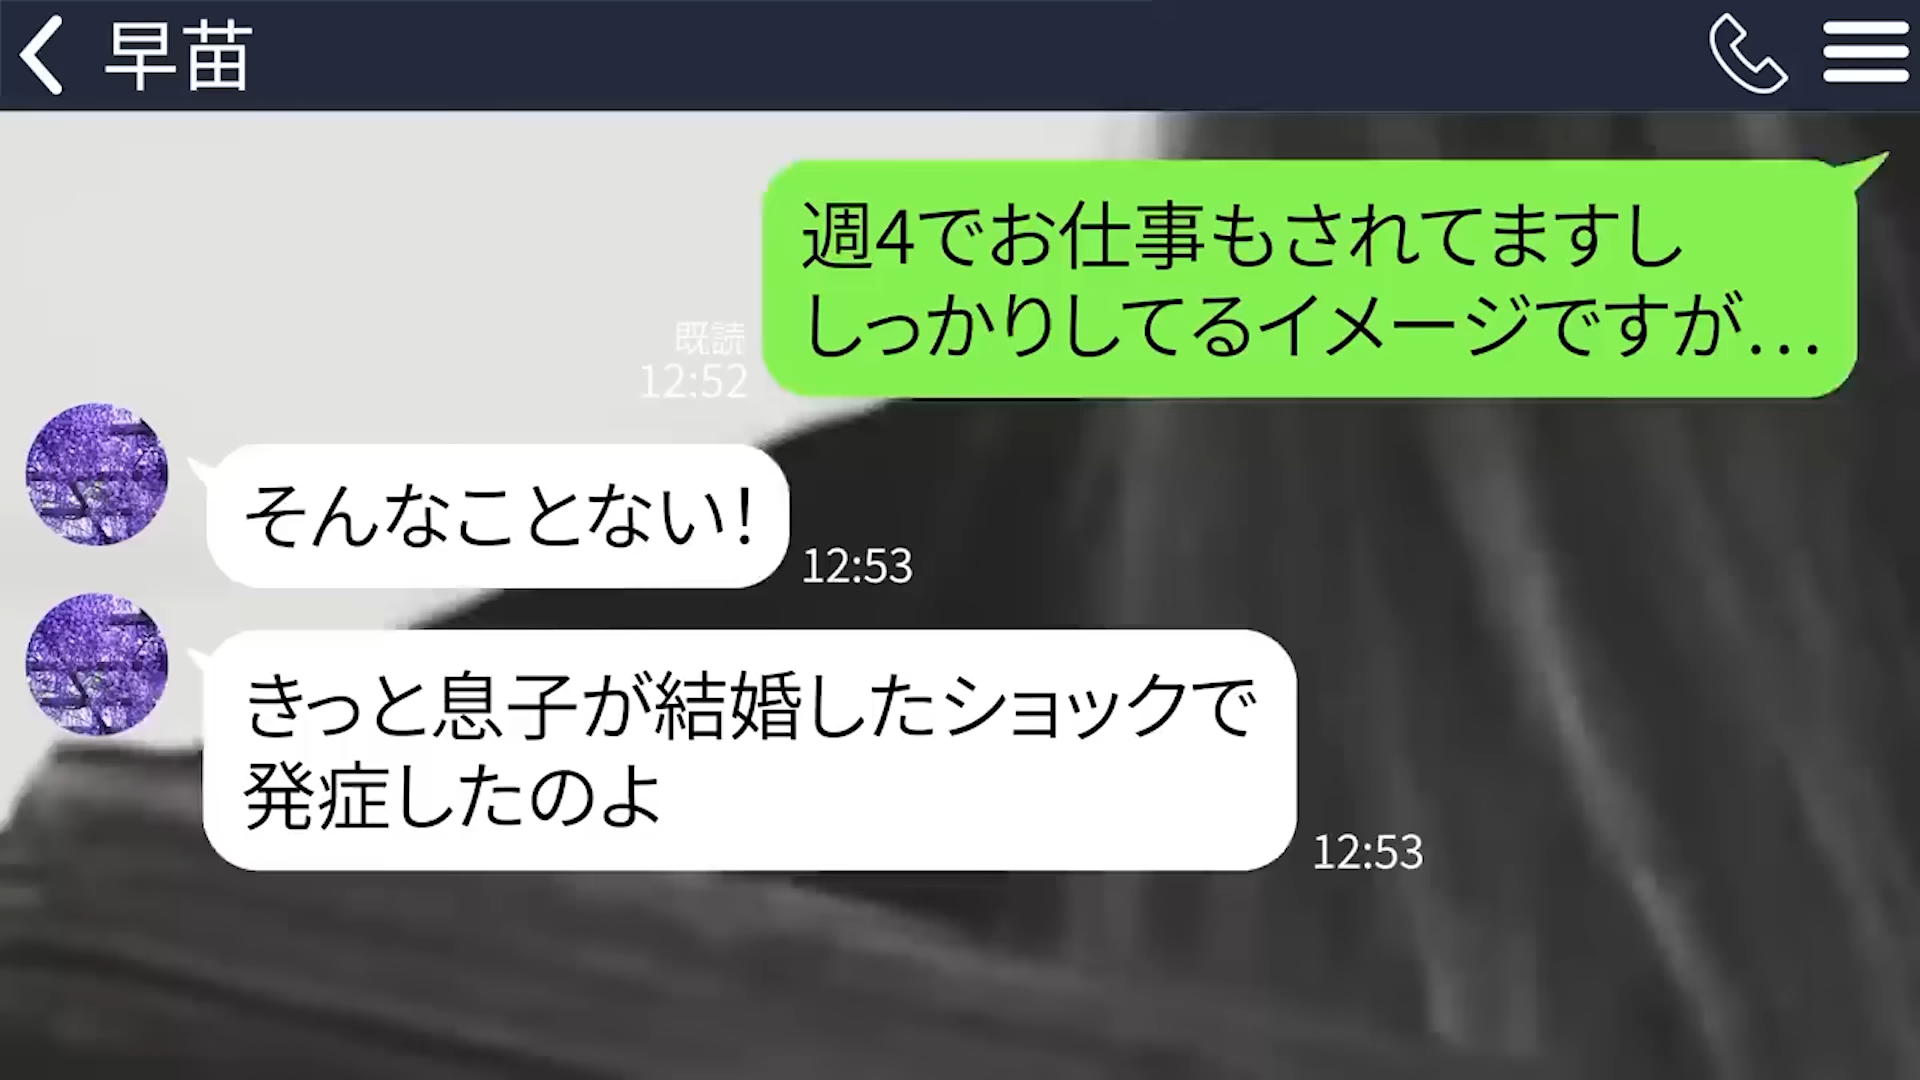 早苗
週4でお仕事もされてますし
しっかりしてるイメージですが…
既読
12:52
そんなことない！
12:53
きっと息子が結婚したショックで
発症したのよ
12:53